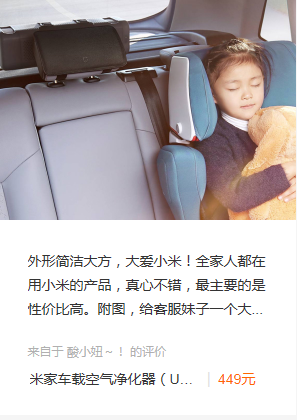 外形简洁大方，大爱小米！全家人都在
用小米的产品，真心不错，最主要的是
性价比高。附图，给客服妹子一个大...
来自于 酸小妞～！ 的评价
米家车载空气净化器（U... 449元